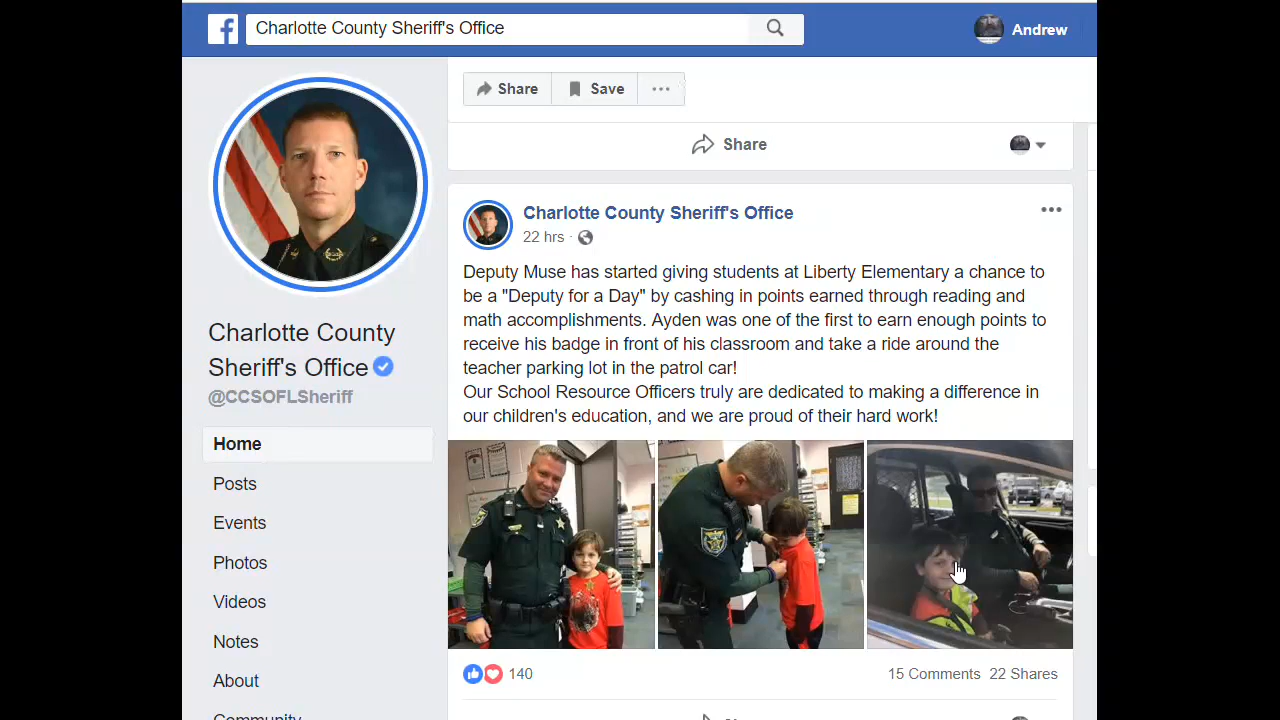 Charlotte County Sheriff's Office
Andrew
Share
Save
Share
Charlotte County Sheriff's Office
22 hrs ·
Deputy Muse has started giving students at Liberty Elementary a chance to
be a "Deputy for a Day" by cashing in points earned through reading and
math accomplishments. Ayden was one of the first to earn enough points to
receive his badge in front of his classroom and take a ride around the
teacher parking lot in the patrol car!
Our School Resource Officers truly are dedicated to making a difference in
our children's education, and we are proud of their hard work!
140
15 Comments 22 Shares
Charlotte County
Sheriff's Office
@CCSOFLSheriff
Home
Posts
Events
Photos
Videos
Notes
About
Community